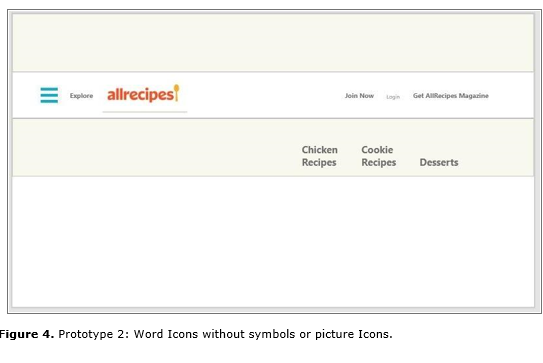 Explore allrecipes Join Now Login Get AllRecipes Magazine
Chicken Recipes
Cookie Recipes
Desserts
Figure 4. Prototype 2: Word Icons without symbols or picture Icons.